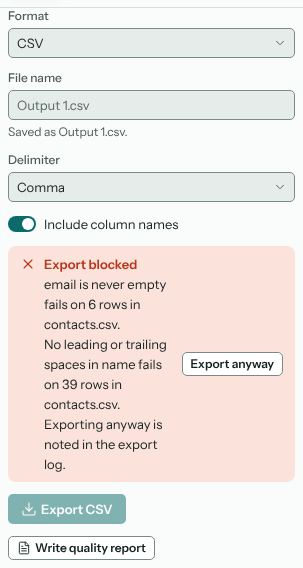 Format
CSV
File name
Output 1.csv
Saved as Output 1.csv.
Delimiter
Comma
Include column names
Export blocked
email is never empty
fails on 6 rows in
contacts.csv.
No leading or trailing
spaces in name fails
on 39 rows in
contacts.csv.
Exporting anyway is
noted in the export
log.
Export anyway
Export CSV
Write quality report